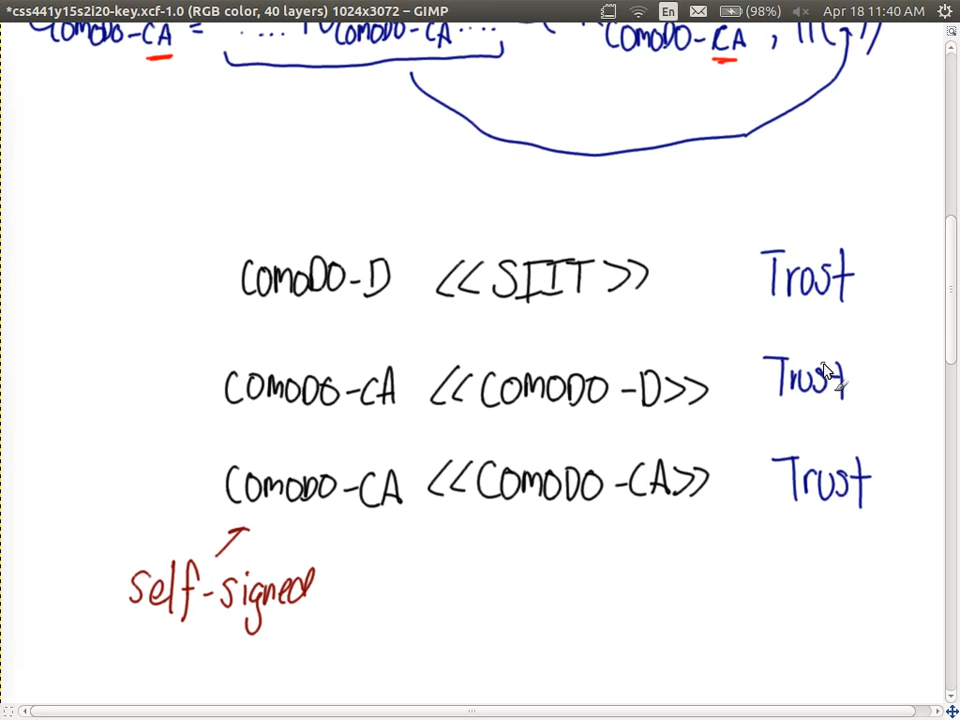 *css441y15s2i20-key.xcf-1.0 (RGB color, 40 layers) 1024x3072 – GIMP En (98%) Apr 18 11:40 AM
COMODO-CA = .... COMODO-CA .... COMODO-CA ,
COMODO-D <<SIIT>> Trust
COMODO-CA <<COMODO-D>> Trust
COMODO-CA <<COMODO-CA>> Trust
self-signed